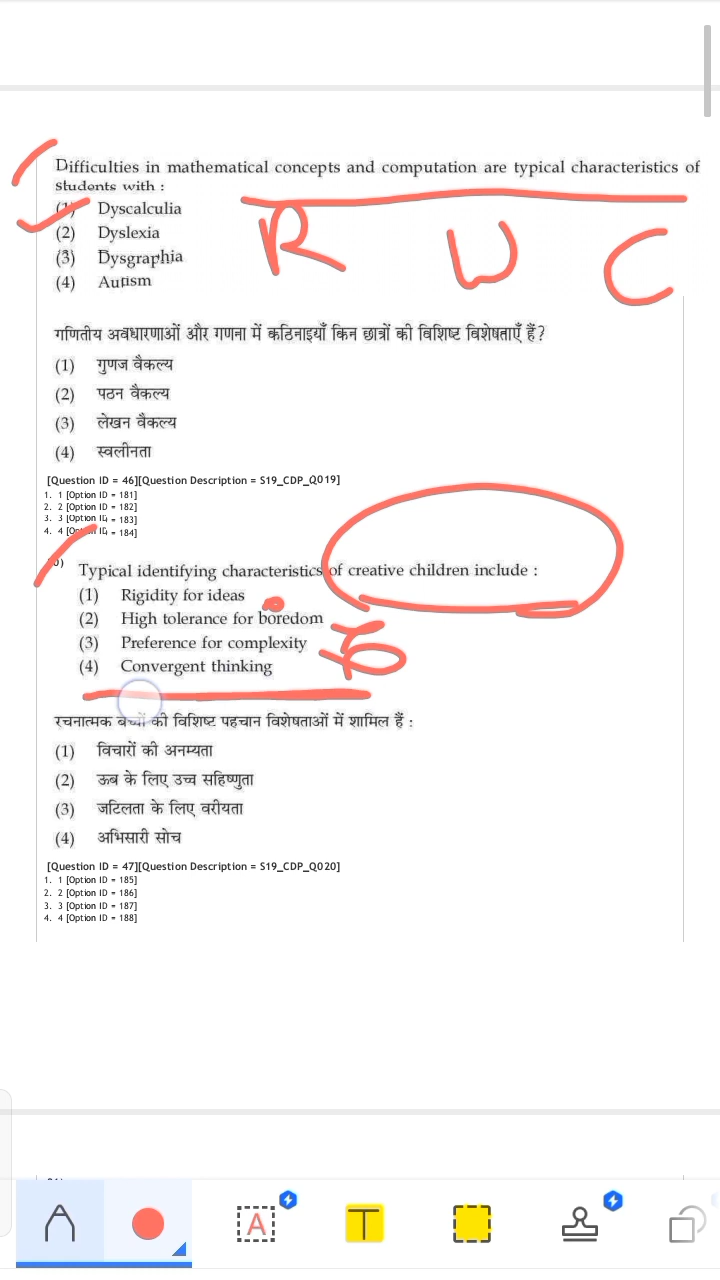 Difficulties in mathematical concepts and computation are typical characteristics of
students with :
(1) Dyscalculia
(2) Dyslexia
(3) Dysgraphia
(4) Autism
R W C
गणितीय अवधारणाओं और गणना में कठिनाइयाँ किन छात्रों की विशिष्ट विशेषताएँ हैं?
(1) गुणज वैकल्य
(2) पठन वैकल्य
(3) लेखन वैकल्य
(4) स्वलीनता
[Question ID = 46][Question Description = S19_CDP_Q019]
1. 1 [Option ID = 181]
2. 2 [Option ID = 182]
3. 3 [Option ID = 183]
4. 4 [Option ID = 184]
Typical identifying characteristics of creative children include :
(1) Rigidity for ideas
(2) High tolerance for boredom
(3) Preference for complexity
(4) Convergent thinking
रचनात्मक बच्चों की विशिष्ट पहचान विशेषताओं में शामिल हैं :
(1) विचारों की अनम्यता
(2) ऊब के लिए उच्च सहिष्णुता
(3) जटिलता के लिए वरीयता
(4) अभिसारी सोच
[Question ID = 47][Question Description = S19_CDP_Q020]
1. 1 [Option ID = 185]
2. 2 [Option ID = 186]
3. 3 [Option ID = 187]
4. 4 [Option ID = 188]
A T